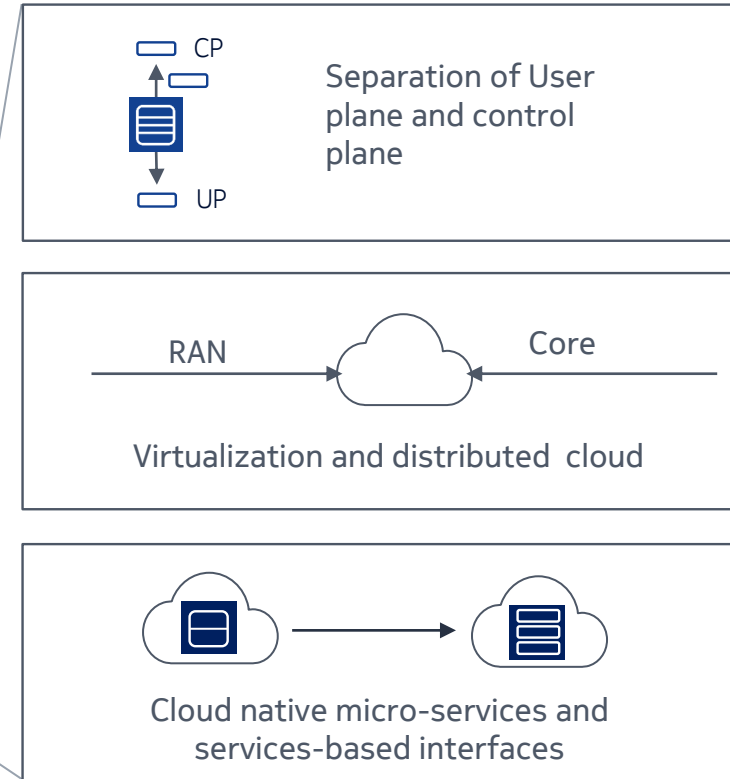 CP
Separation of User
plane and control
plane
UP
RAN
Core
Virtualization and distributed cloud
Cloud native micro-services and
services-based interfaces